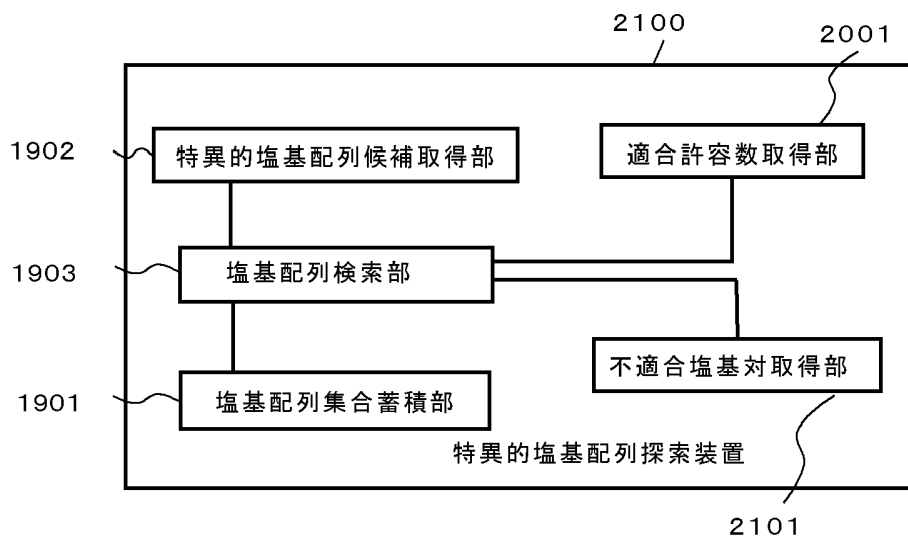 2100
2001
1902
特異的塩基配列候補取得部
適合許容数取得部
1903
塩基配列検索部
不適合塩基対取得部
1901
塩基配列集合蓄積部
特異的塩基配列探索装置
2101